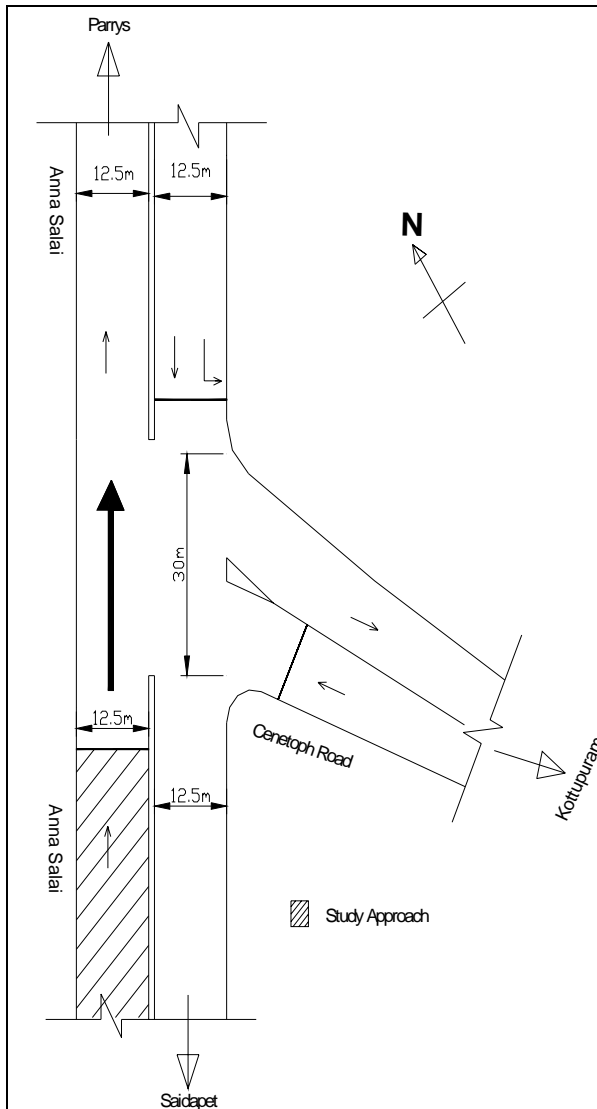 Parrys
Anna Salai
12.5m
12.5m
N
30m
12.5m
Cenetoph Road
Kottupuram
12.5m
Anna Salai
Study Approach
Saidapet